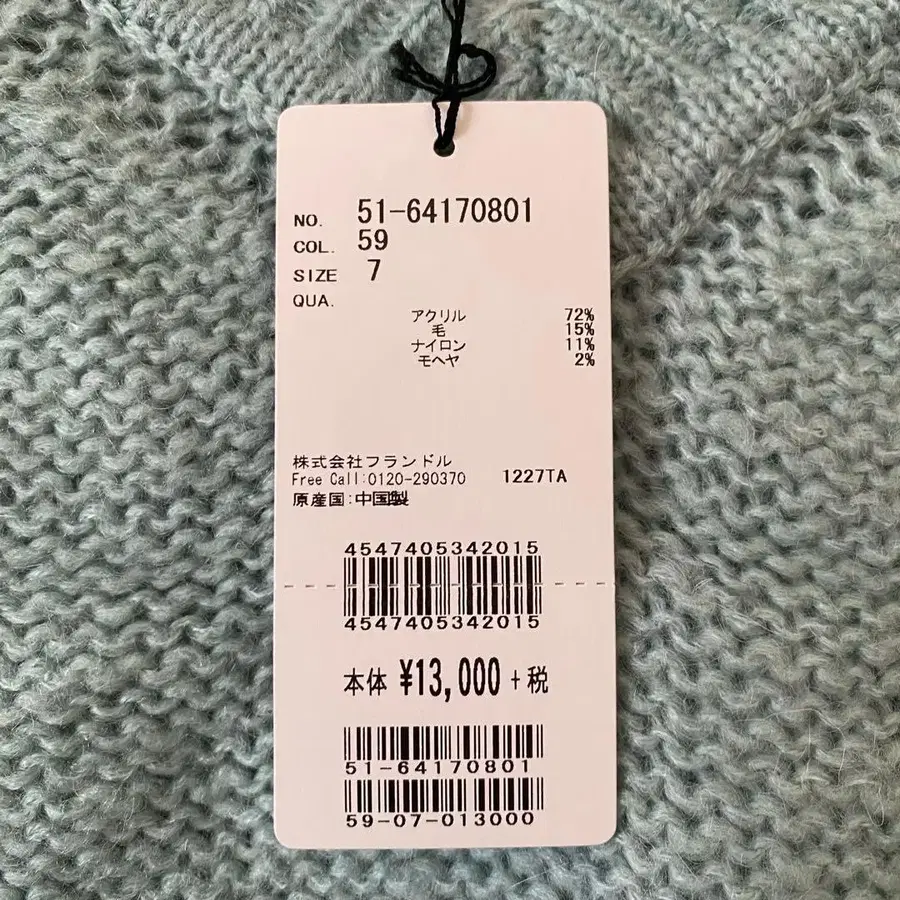 NO. 51-64170801
COL. 59
SIZE 7
QUA.
アクリル 72%
毛 15%
ナイロン 11%
モヘヤ 2%
株式会社フランドル
Free Call:0120-290370 1227TA
原産国:中国製
4547405342015
4547405342015
本体 ¥13,000+税
51-64170801
59-07-013000